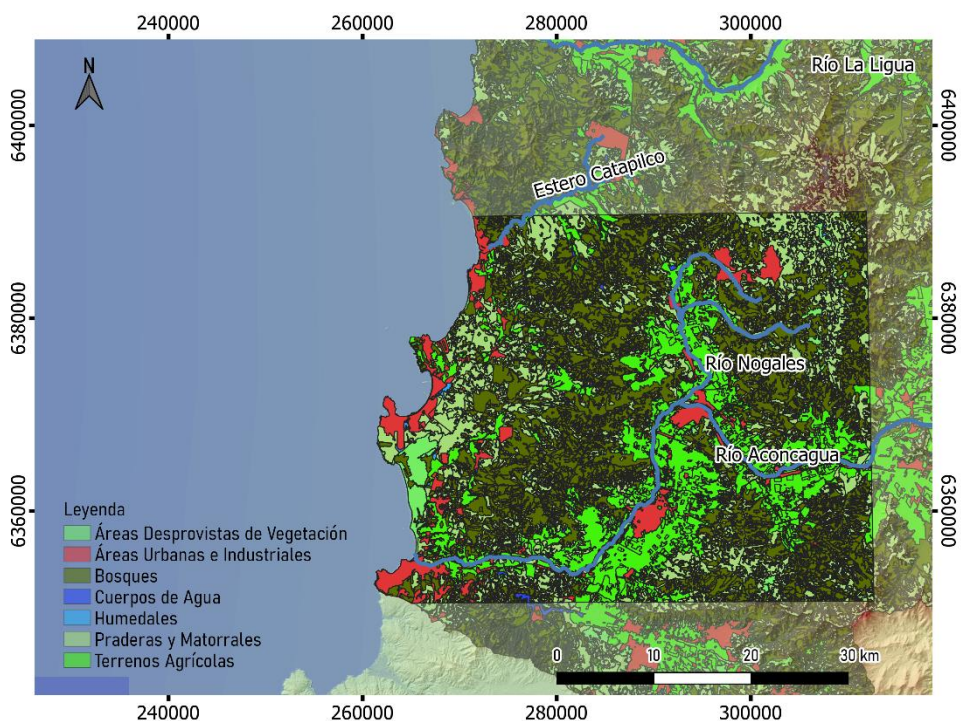 240000 260000 280000 300000
N
Río La Ligua
6400000 6400000
Estero Catapilco
6380000 6380000
Río Nogales
Río Aconcagua
6360000 6360000
Leyenda
Áreas Desprovistas de Vegetación
Áreas Urbanas e Industriales
Bosques
Cuerpos de Agua
Humedales
Praderas y Matorrales
Terrenos Agrícolas
0 10 20 30 km
240000 260000 280000 300000